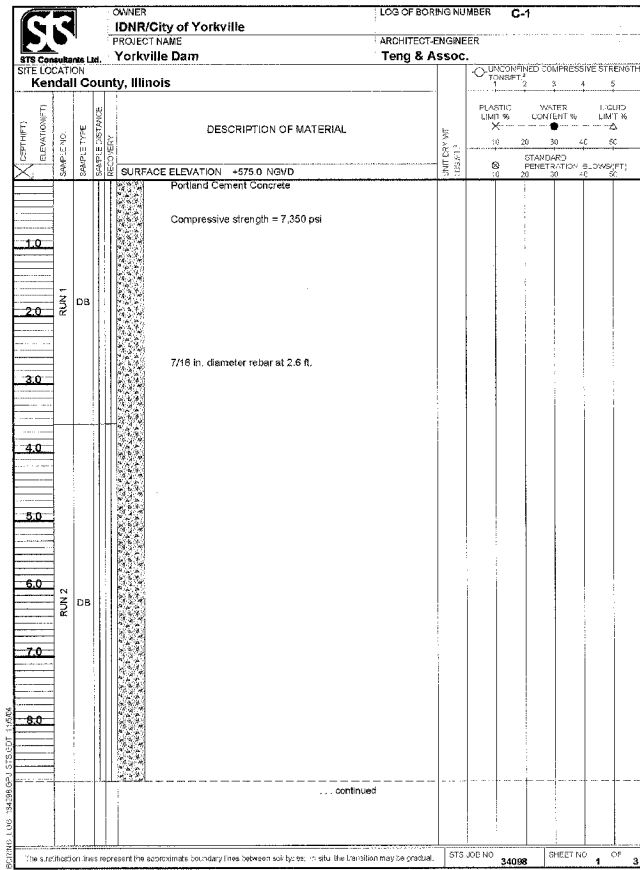 STS
STS Consultants Ltd.
OWNER
IDNR/City of Yorkville
LOG OF BORING NUMBER C-1
PROJECT NAME
Yorkville Dam
ARCHITECT-ENGINEER
Teng & Assoc.
SITE LOCATION
Kendall County, Illinois
UNCONFINED COMPRESSIVE STRENGTH
TONS/FT.2
1 2 3 4 5
PLASTIC LIMIT %
WATER CONTENT %
LIQUID LIMIT %
10 20 30 40 50
STANDARD
PENETRATION BLOWS/(FT)
10 20 30 40 50
DEPTH(FT)
ELEVATION(FT)
SAMPLE NO.
SAMPLE TYPE
SAMPLE DISTANCE
RECOVERY
DESCRIPTION OF MATERIAL
UNIT DRY WT.
SURFACE ELEVATION +575.0 NGVD
Portland Cement Concrete
Compressive strength = 7,350 psi
1.0
RUN 1
DB
2.0
7/16 in. diameter rebar at 2.6 ft.
3.0
4.0
5.0
6.0
RUN 2
DB
7.0
8.0
... continued
The stratification lines represent the approximate boundary lines between soil types: in situ, the transition may be gradual.
STS JOB NO.
34098
SHEET NO.
1 OF 3